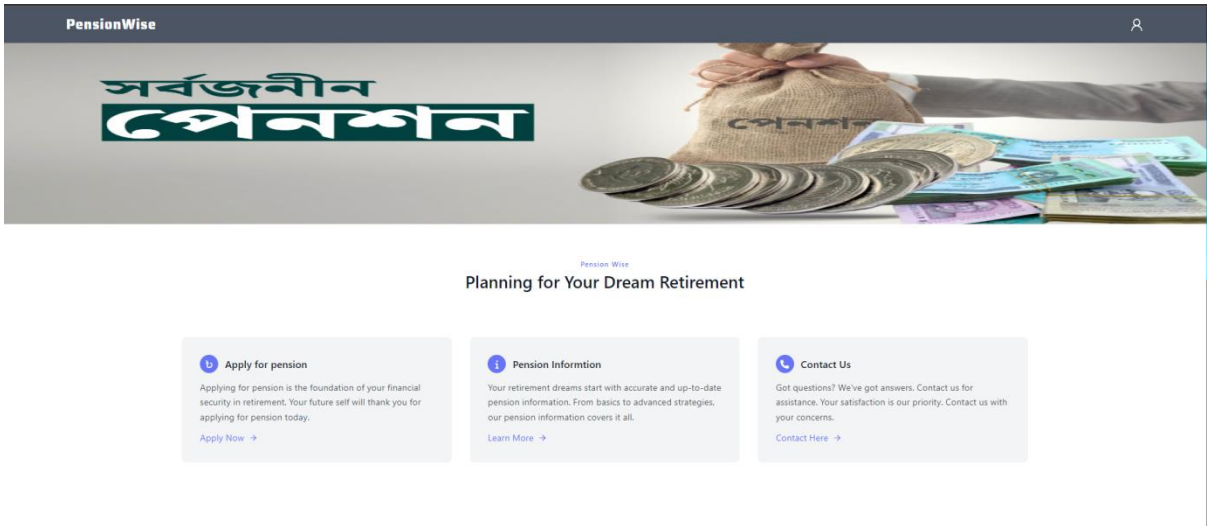 PensionWise
সর্বজনীন
পেনশন
পেনশন
Pension Wise
Planning for Your Dream Retirement
Apply for pension
Applying for pension is the foundation of your financial
security in retirement. Your future self will thank you for
applying for pension today.
Apply Now →
Pension Informtion
Your retirement dreams start with accurate and up-to-date
pension information. From basics to advanced strategies,
our pension information covers it all.
Learn More →
Contact Us
Got questions? We've got answers. Contact us for
assistance. Your satisfaction is our priority. Contact us with
your concerns.
Contact Here →